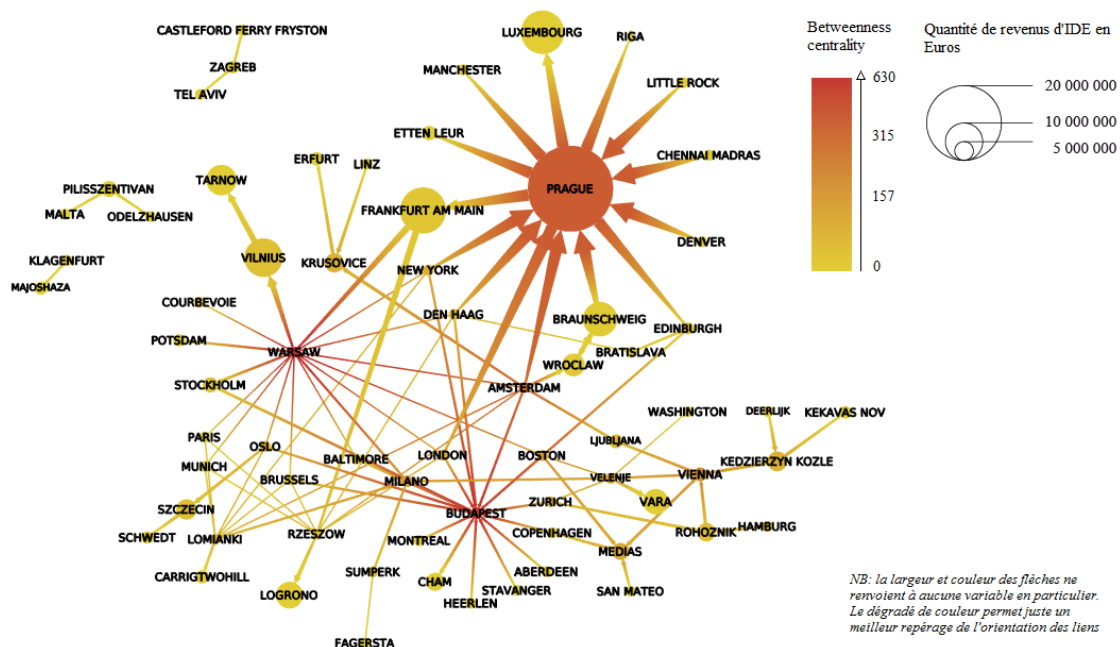 CASTLEFORD FERRY FRYSTON
ZAGREB
TEL AVIV
LUXEMBOURG
RIGA
MANCHESTER
LITTLE ROCK
ETTEN LEUR
CHENNAI MADRAS
ERFURT
LINZ
TARNOW
PRAGUE
PILISSZENTIVAN
MALTA
ODELZHAUSEN
FRANKFURT AM MAIN
DENVER
VILNIUS
KRUSOVICE
KLAGENFURT
NEW YORK
MAJOSHAZA
COURBEVOIE
DEN HAAG
BRAUNSCHWEIG
EDINBURGH
POTSDAM
WARSAW
BRATISLAVA
WROCLAW
STOCKHOLM
AMSTERDAM
WASHINGTON
DEERLIJK
KEKAVAS NOV
PARIS
OSLO
LJUBLJANA
MUNICH
BALTIMORE
LONDON
BOSTON
KEDZIERZYN KOZLE
BRUSSELS
MILANO
VELENJE
VIENNA
SZCZECIN
BUDAPEST
ZURICH
VARA
SCHWEDT
LOMIANKI
RZESZOW
MONTREAL
COPENHAGEN
ROHOZNIK
HAMBURG
MEDIAS
CARRIGTWOHILL
SUMPERK
CHAM
ABERDEEN
STAVANGER
SAN MATEO
LOGRONO
HEERLEN
FAGERSTA
Betweenness
centrality
630
315
157
0
Quantité de revenus d'IDE en
Euros
20 000 000
10 000 000
5 000 000
NB: la largeur et couleur des flèches ne
renvoient à aucune variable en particulier.
Le dégradé de couleur permet juste un
meilleur repérage de l'orientation des liens